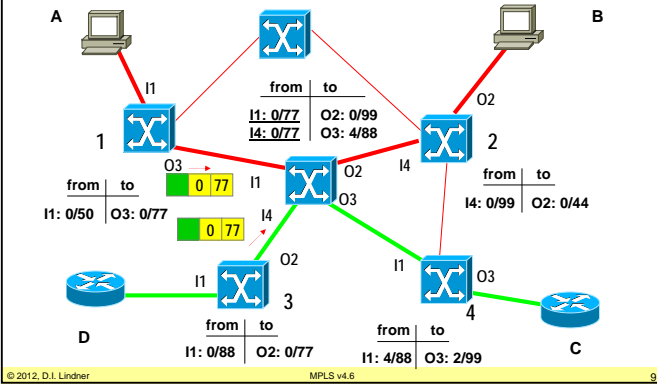 A
B
I1
from to
I1: 0/77 O2: 0/99
I4: 0/77 O3: 4/88
O2
1
2
O3
0 77
I1
O2
I4
O3
from to
I1: 0/50 O3: 0/77
from to
I4: 0/99 O2: 0/44
0 77
I4
O2
I1
3
I1
O3
4
D
C
from to
I1: 0/88 O2: 0/77
from to
I1: 4/88 O3: 2/99
© 2012, D.I. Lindner MPLS v4.6 9